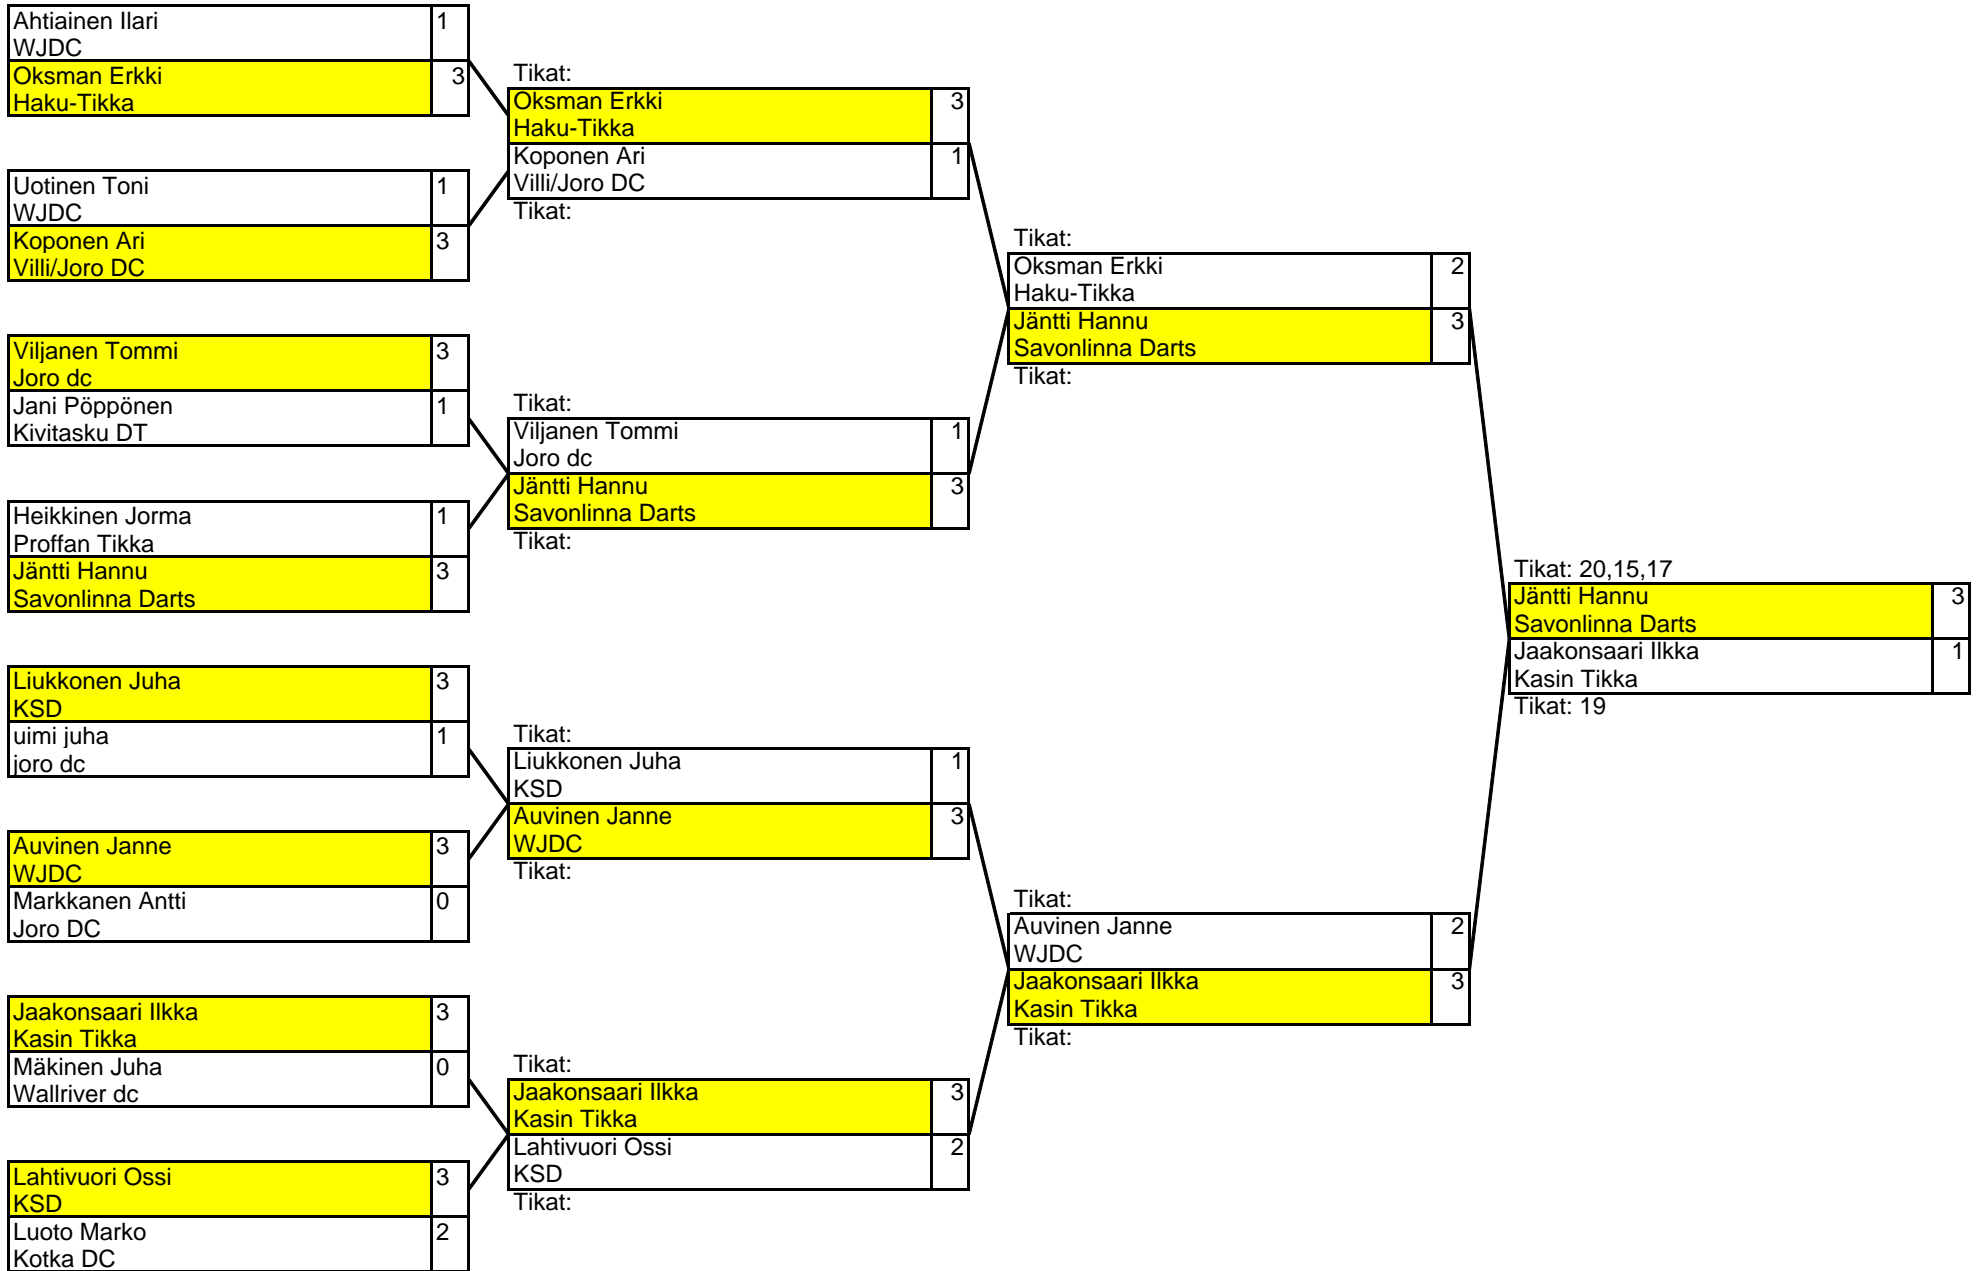 Ahtiainen Ilari 1
WJDC
Oksman Erkki 3
Haku-Tikka
Uotinen Toni 1
WJDC
Koponen Ari 3
Villi/Joro DC
Viljanen Tommi 3
Joro dc
Jani Pöppönen 1
Kivitasku DT
Heikkinen Jorma 1
Proffan Tikka
Jäntti Hannu 3
Savonlinna Darts
Liukkonen Juha 3
KSD
uimi juha 1
joro dc
Auvinen Janne 3
WJDC
Markkanen Antti 0
Joro DC
Jaakonsaari Ilkka 3
Kasin Tikka
Mäkinen Juha 0
Wallriver dc
Lahtivuori Ossi 3
KSD
Luoto Marko 2
Kotka DC
Tikat:
Oksman Erkki 3
Haku-Tikka
Koponen Ari 1
Villi/Joro DC
Tikat:
Tikat:
Viljanen Tommi 1
Joro dc
Jäntti Hannu 3
Savonlinna Darts
Tikat:
Tikat:
Liukkonen Juha 1
KSD
Auvinen Janne 3
WJDC
Tikat:
Tikat:
Jaakonsaari Ilkka 3
Kasin Tikka
Lahtivuori Ossi 2
KSD
Tikat:
Tikat:
Oksman Erkki 2
Haku-Tikka
Jäntti Hannu 3
Savonlinna Darts
Tikat:
Tikat:
Auvinen Janne 2
WJDC
Jaakonsaari Ilkka 3
Kasin Tikka
Tikat:
Tikat: 20,15,17
Jäntti Hannu 3
Savonlinna Darts
Jaakonsaari Ilkka 1
Kasin Tikka
Tikat: 19